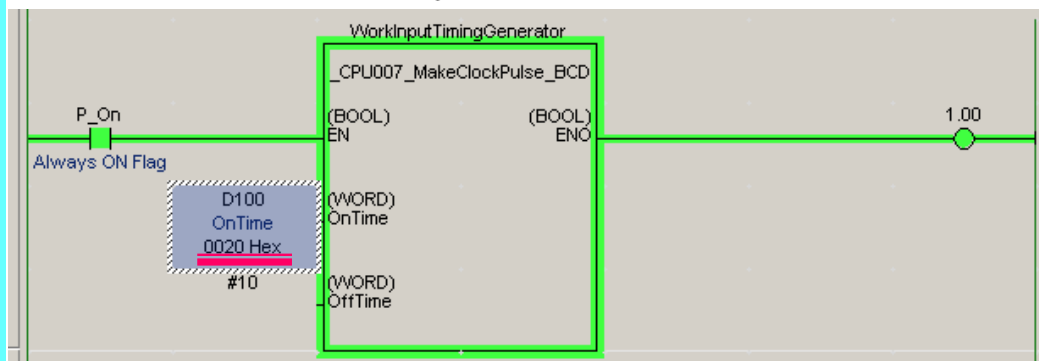 WorkInputTimingGenerator
_CPU007_MakeClockPulse_BCD
P_On
(BOOL)
(BOOL)
1.00
EN
ENO
Always ON Flag
D100
(WORD)
OnTime
OnTime
0020 Hex
#10
(WORD)
OffTime